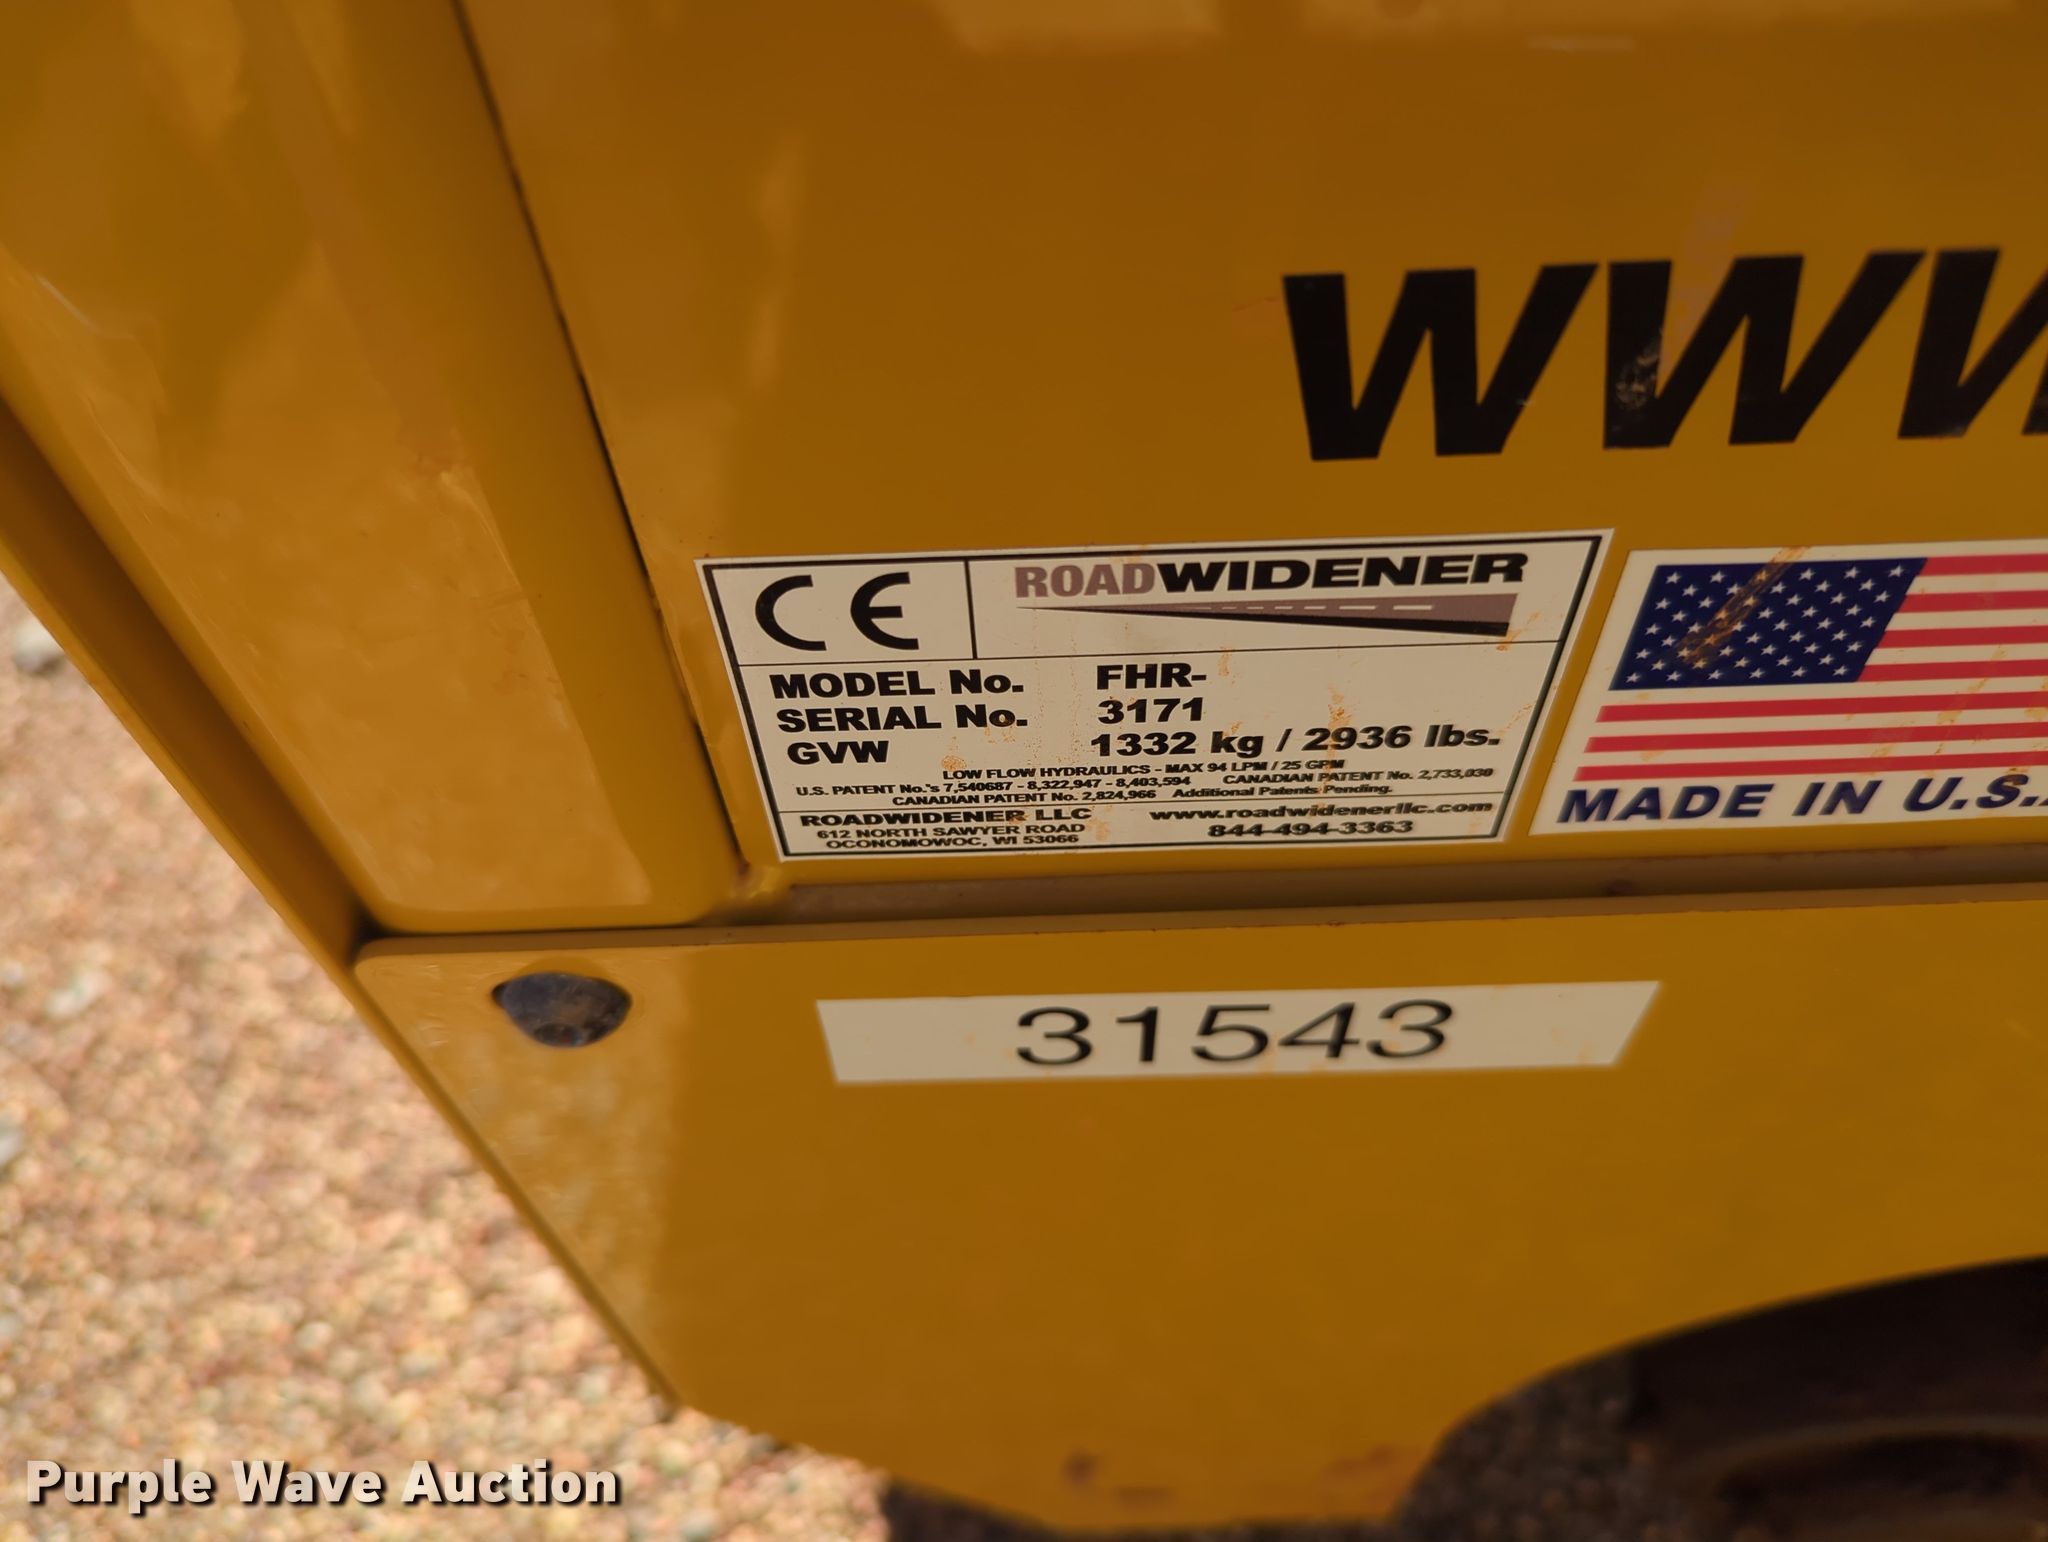 WWW
CE
ROADWIDENER
MODEL No. FHR-
SERIAL No. 3171
GVW 1332 kg / 2936 lbs.
LOW FLOW HYDRAULICS - MAX 94 LPM / 25 GPM
U.S. PATENT No.'s 7,540687 - 8,322,947 - 8,403,594 CANADIAN PATENT No. 2,733,030
CANADIAN PATENT No. 2,824,966 Additional Patents Pending.
ROADWIDENER LLC www.roadwidenerllc.com
612 NORTH SAWYER ROAD 844-494-3363
OCONOMOWOC, WI 53066
MADE IN U.S.
31543
Purple Wave Auction